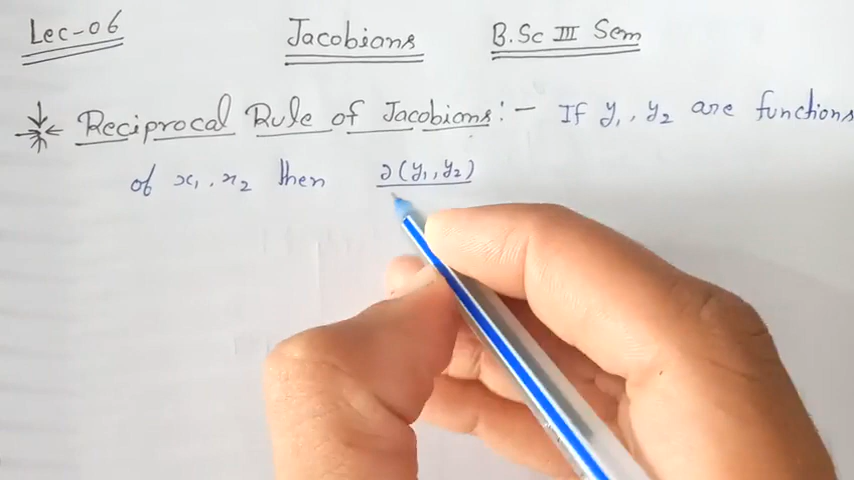 Lec-06 Jacobians B.Sc III Sem
Reciprocal Rule of Jacobians:- If y₁, y₂ are functions
of x₁, x₂ then ∂(y₁, y₂)